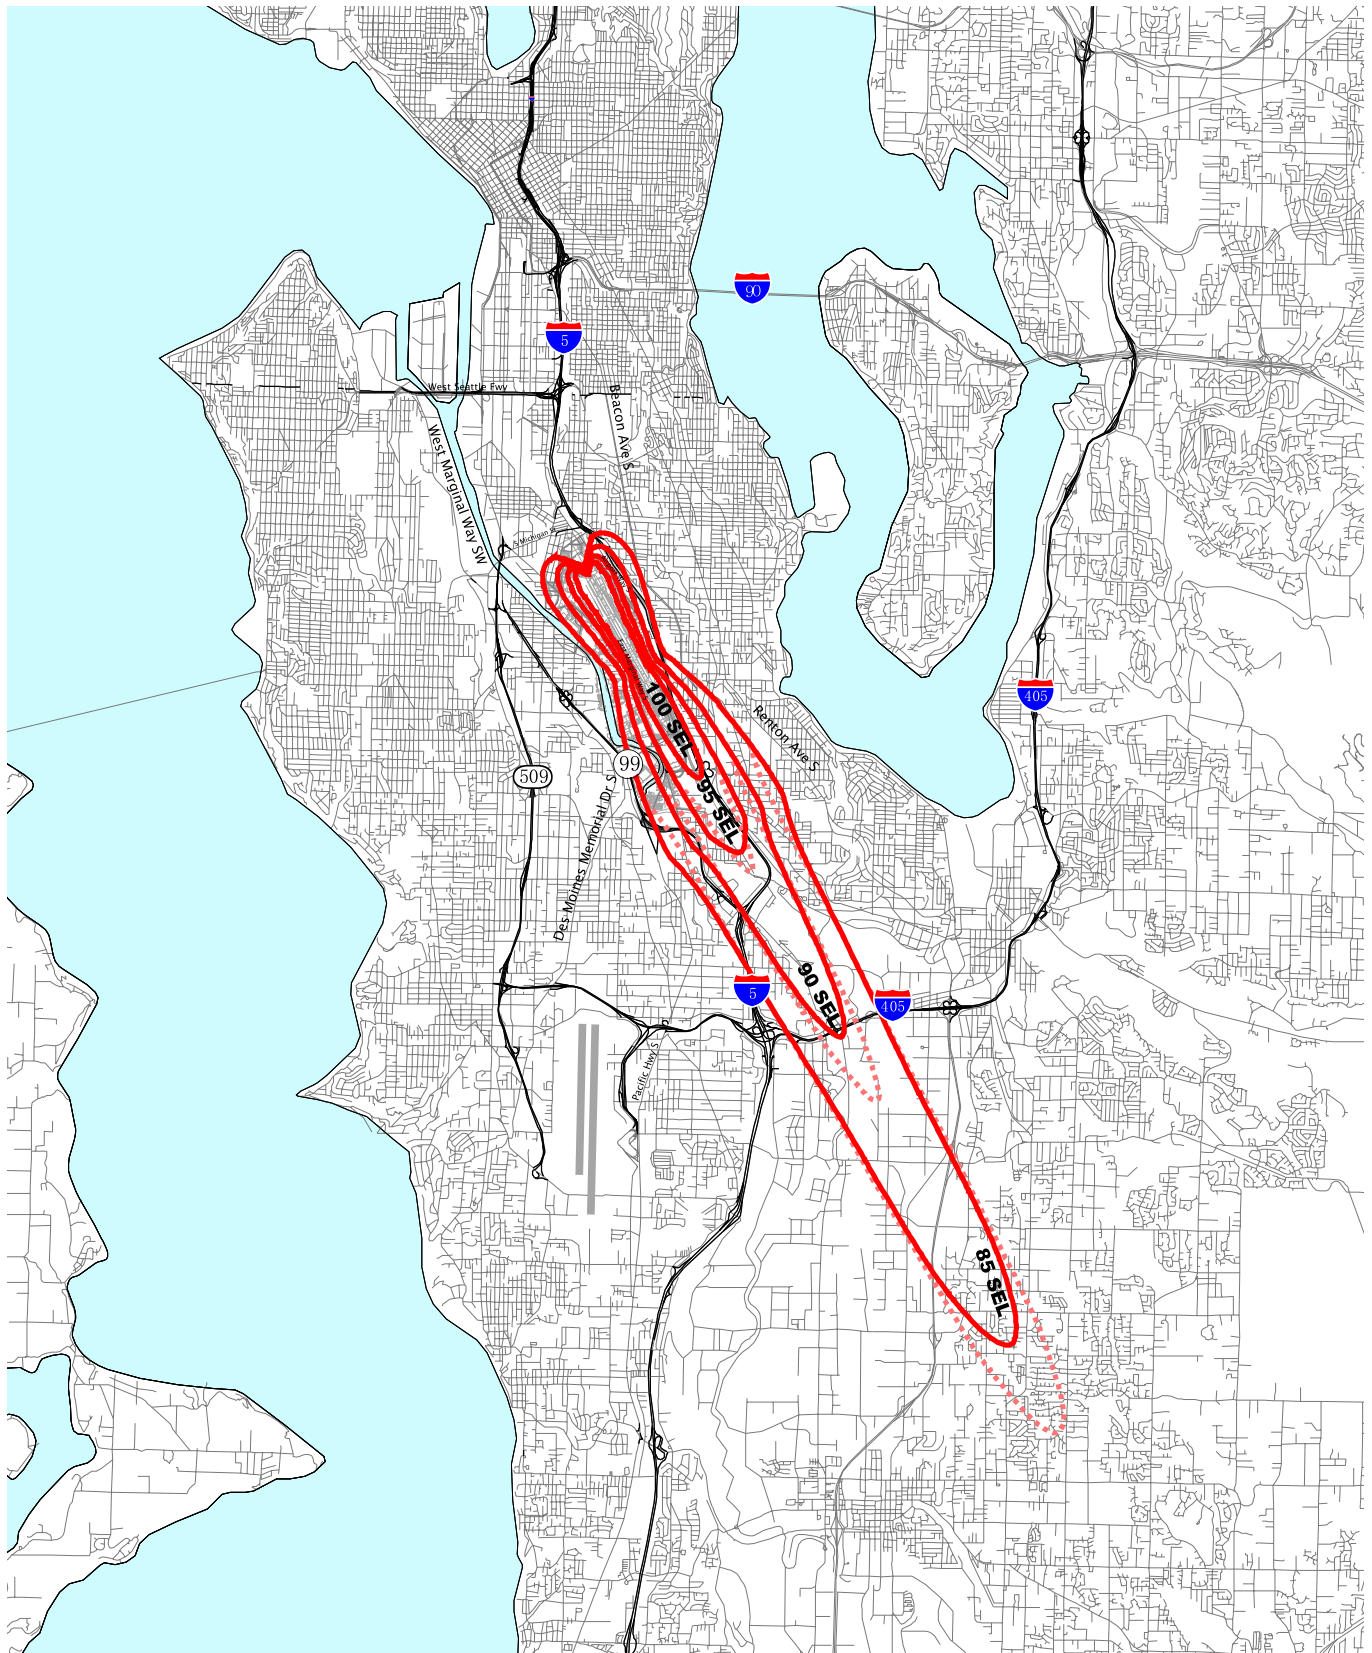 90
5
West Seattle Fwy
Beacon Ave S
West Marginal Way SW
S Michigan
405
100 SEL
Renton Ave S
99
509
95 SEL
Des Moines Memorial Dr S
90 SEL
5
405
Pacific Hwy S
85 SEL